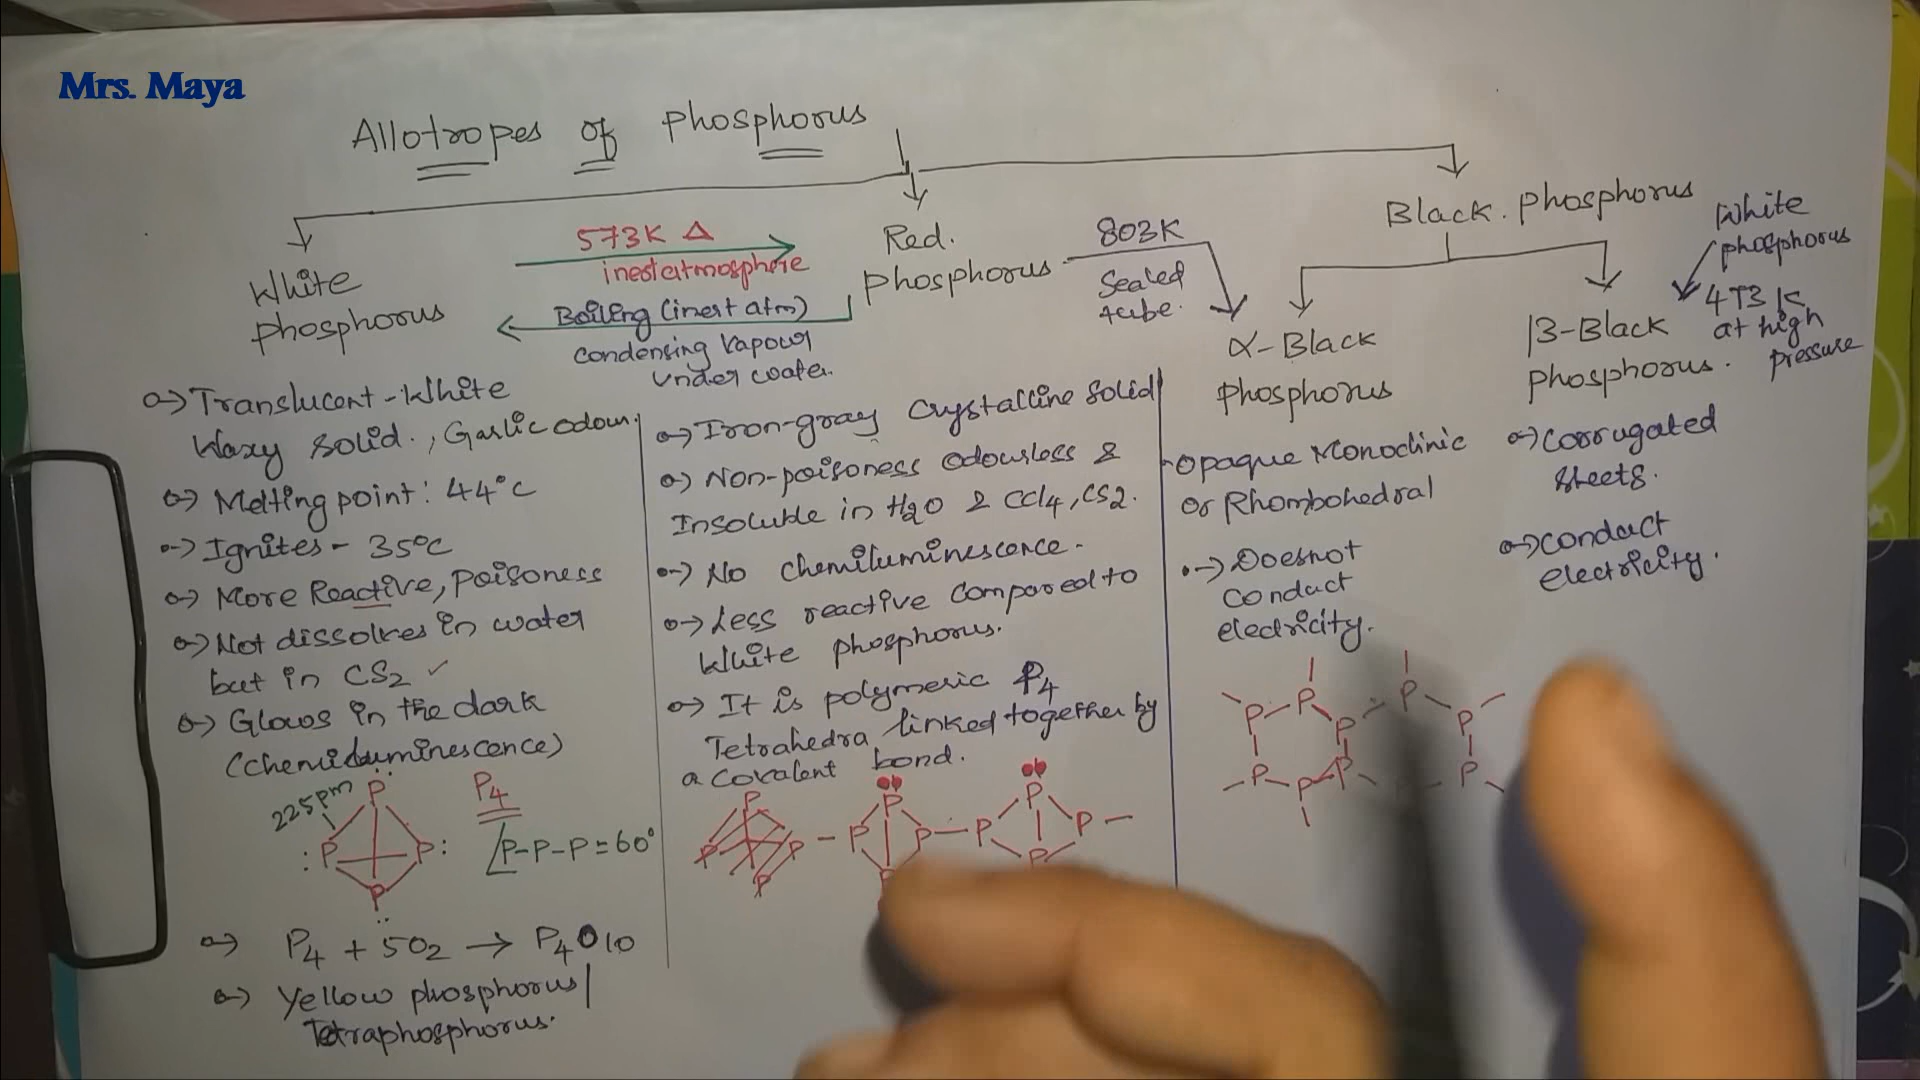 Mrs. Maya
Allotropes of phosphorus
White
phosphorus
573K Δ
inertatmosphere
Boiling (inert atm)
Condensing Vapour
Under water.
Red.
phosphorus
803K
Sealed
tube.
Black. phosphorus
α-Black
phosphorus
β-Black
phosphorus.
White
phosphorus
473 K
at high
pressure
→ Translucent-White
Waxy solid., Garlic odour.
→ Melting point: 44°C
→ Ignites - 35°C
→ More Reactive, poisoness
→ Not dissolves in water
but in CS2 ✓
→ Glows in the dark
(chemiluminescence)
225pm
P4
P P P P
∠P-P-P = 60°
→ P4 + 5O2 → P4O10
→ Yellow phosphorus/
Tetraphosphorus.
→ Iron-gray Crystalline Solid
→ Non-poisoness Odourless &
Insoluble in H2O & CCl4, CS2.
→ No chemiluminescence.
→ Less reactive Compared to
White phosphorus.
→ It is polymeric P4
Tetrahedra linked together by
a Covalent bond.
P P P P - P P P P - P P P P -
-opaque Monoclinic
or Rhombohedral
→ Doesnot
Conduct
electricity.
P P P P P
P P P P P
→ Corrugated
Sheets.
→ Conduct
electricity.